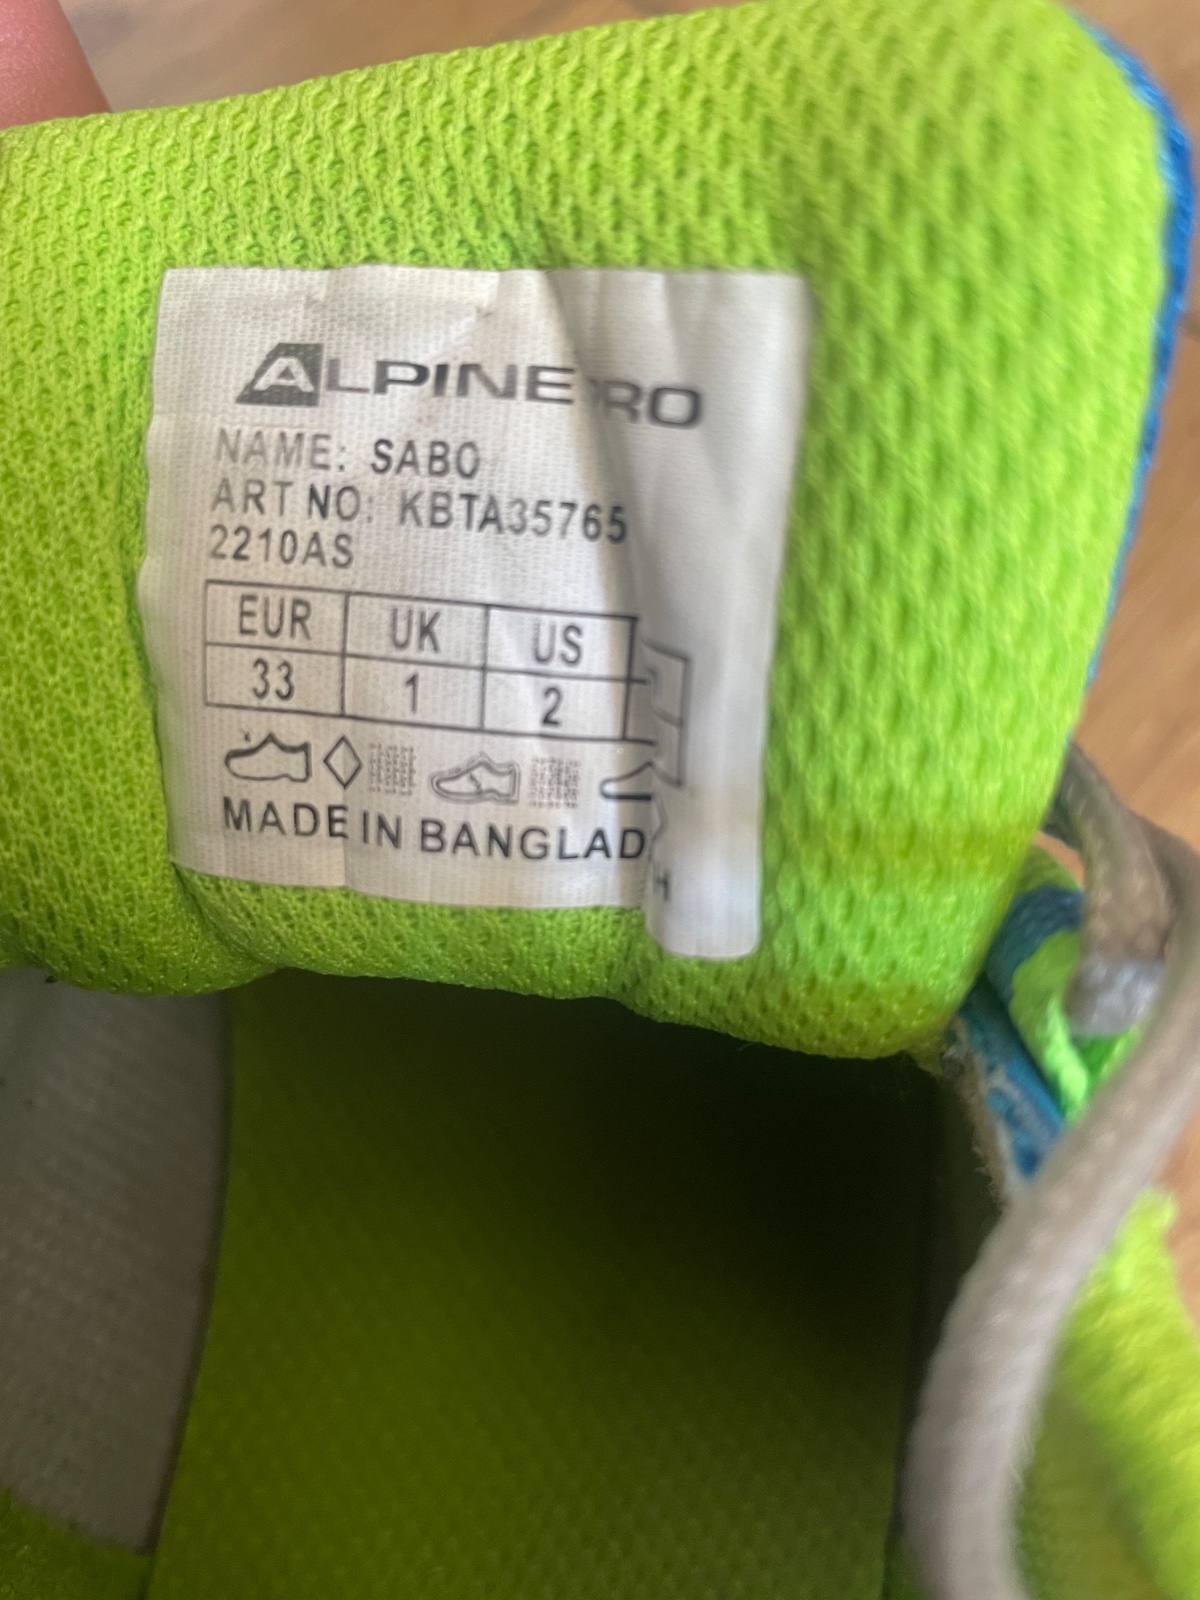 ALPINE PRO
NAME: SABO
ART NO: KBTA35765
2210AS
EUR UK US
33 1 2
MADE IN BANGLAD H